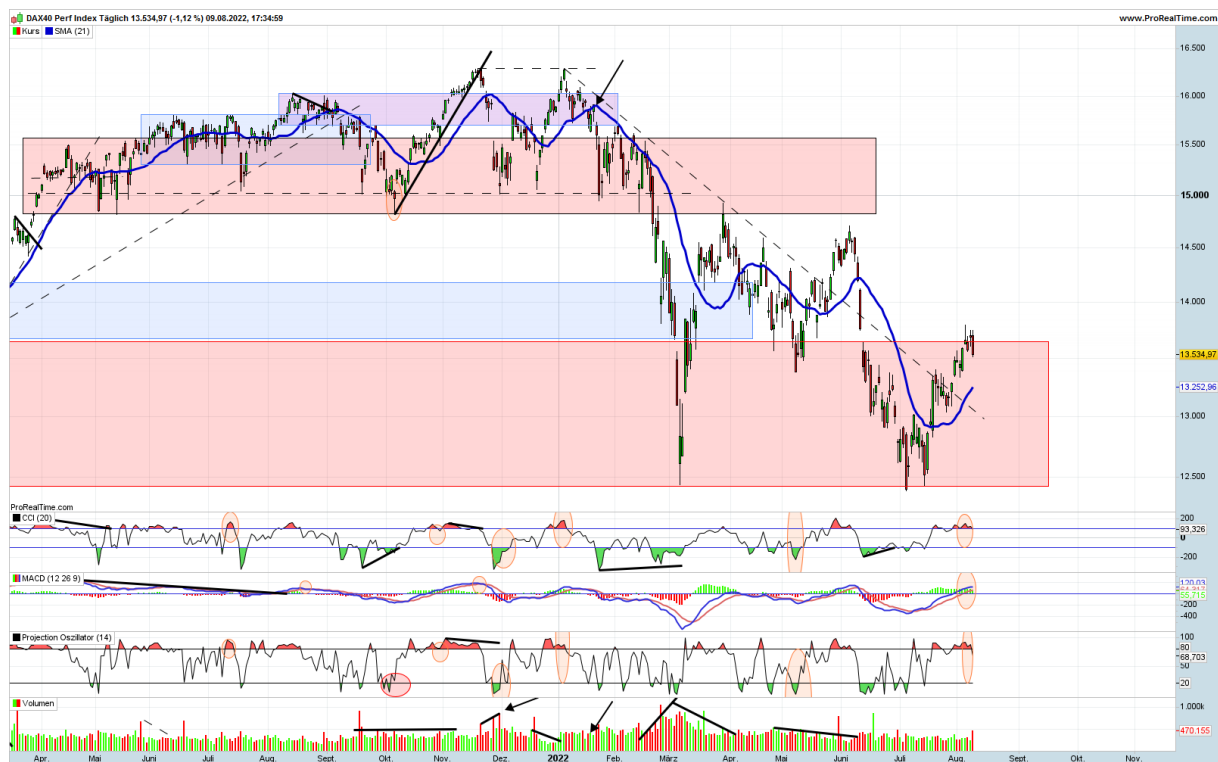 DAX40 Perf Index Täglich 13.534,97 (-1,12 %) 09.08.2022, 17:34:59
www.ProRealTime.com
Kurs SMA (21)
16.500
16.000
15.500
15.000
14.500
14.000
13.534,97
13.252,96
13.000
12.500
ProRealTime.com
CCI (20)
200
93,326
0
-200
MACD (12 26 9)
120,03
59,715
-200
-400
Projection Oszillator (14)
100
80
68,703
50
20
Volumen
1.000k
470.155
Apr. Mai Juni Juli Aug. Sept. Okt. Nov. Dez. 2022 Feb. März Apr. Mai Juni Juli Aug. Sept. Okt. Nov.